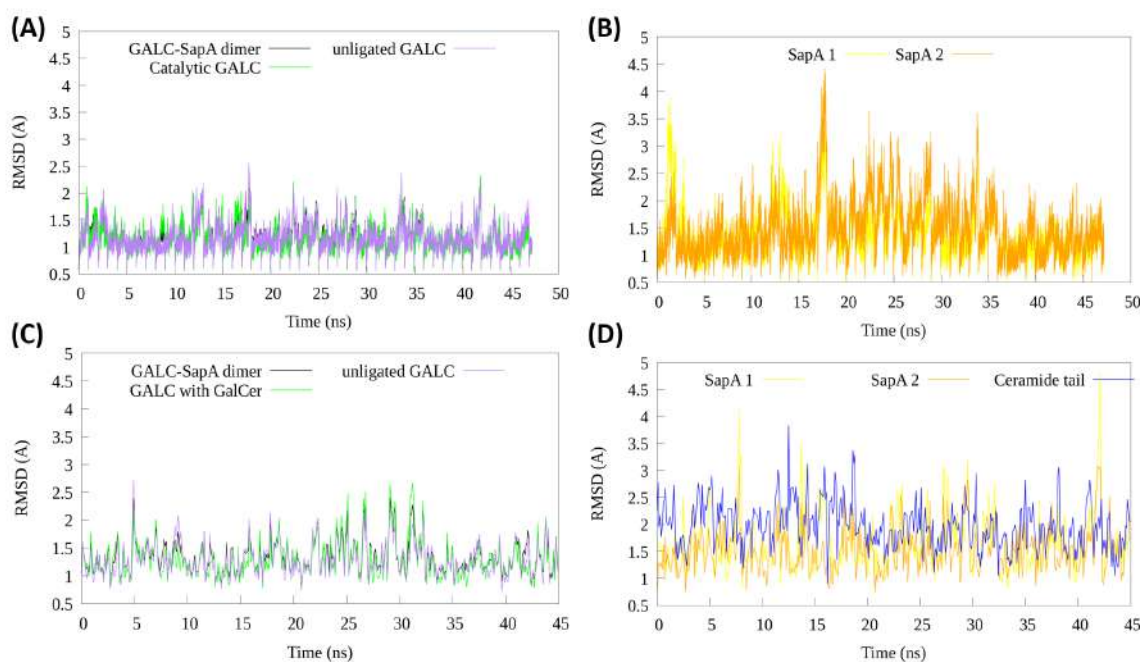 (A)
RMSD (A)
5
4.5
4
3.5
3
2.5
2
1.5
1
0.5
GALC-SapA dimer
unligated GALC
Catalytic GALC
0 5 10 15 20 25 30 35 40 45 50
Time (ns)
(B)
RMSD (A)
5
4.5
4
3.5
3
2.5
2
1.5
1
0.5
SapA 1 SapA 2
0 5 10 15 20 25 30 35 40 45 50
Time (ns)
(C)
RMSD (A)
5
4.5
4
3.5
3
2.5
2
1.5
1
0.5
GALC-SapA dimer
unligated GALC
GALC with GalCer
0 5 10 15 20 25 30 35 40 45
Time (ns)
(D)
RMSD (A)
5
4.5
4
3.5
3
2.5
2
1.5
1
0.5
SapA 1 SapA 2 Ceramide tail
0 5 10 15 20 25 30 35 40 45
Time (ns)